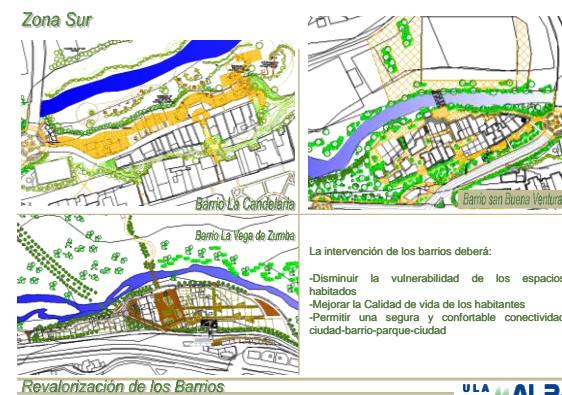 Zona Sur
Barrio La Candelaria
Barrio san Buena Ventura
Barrio La Vega de Zumba
La intervención de los barrios deberá:
-Disminuir la vulnerabilidad de los espacios
habitados
-Mejorar la Calidad de vida de los habitantes
-Permitir una segura y confortable conectividad
ciudad-barrio-parque-ciudad
Revalorización de los Barrios
ULA